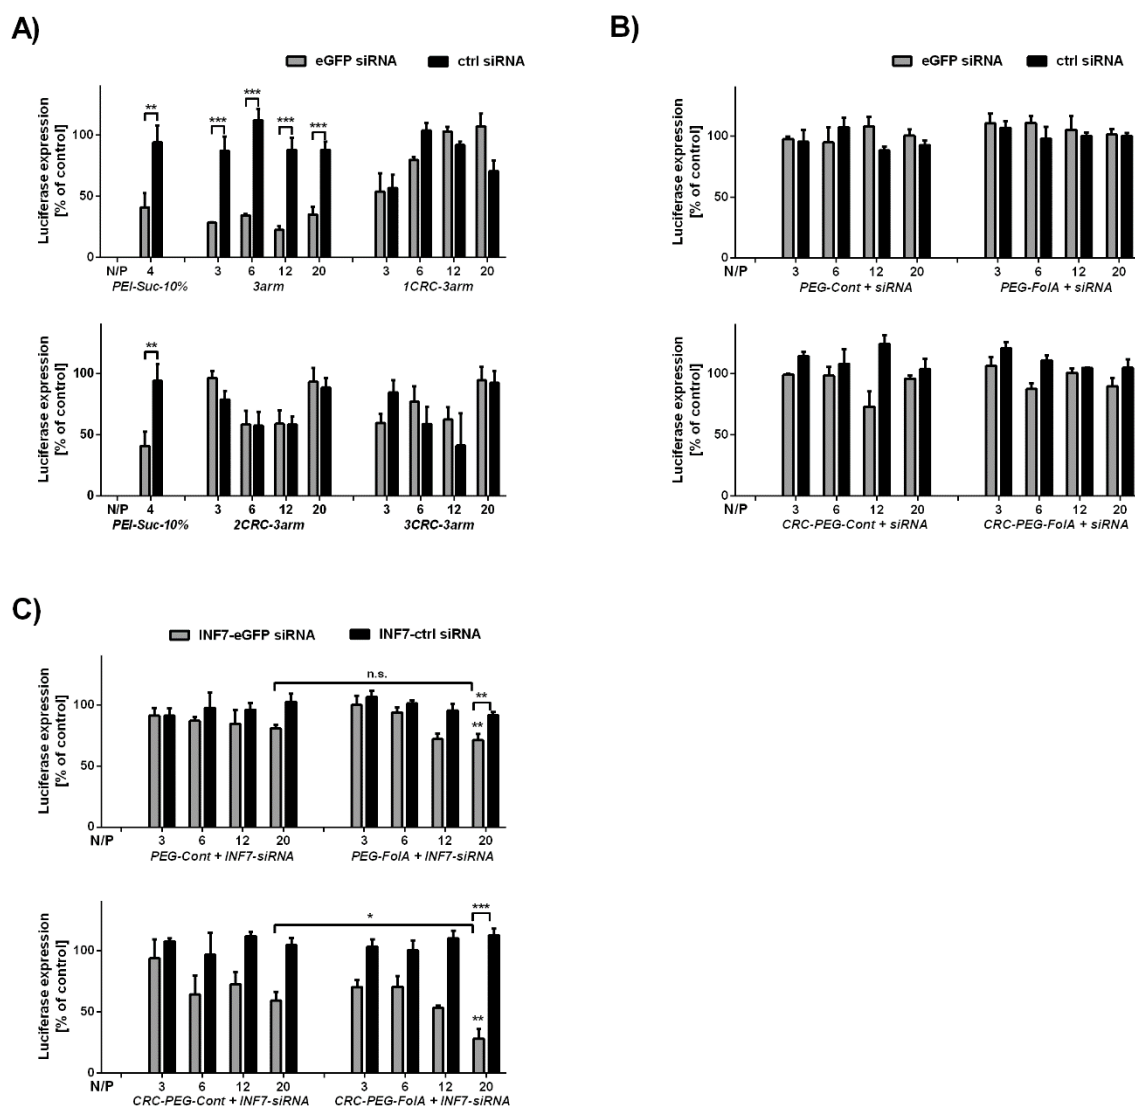 A)
eGFP siRNA ctrl siRNA
Luciferase expression
[% of control]
100
50
0
** *** *** *** ***
N/P 4 3 6 12 20 3 6 12 20
PEI-Suc-10% 3arm 1CRC-3arm
Luciferase expression
[% of control]
100
50
0
**
N/P 4 3 6 12 20 3 6 12 20
PEI-Suc-10% 2CRC-3arm 3CRC-3arm
B)
eGFP siRNA ctrl siRNA
Luciferase expression
[% of control]
100
50
0
N/P 3 6 12 20 3 6 12 20
PEG-Cont + siRNA PEG-FolA + siRNA
Luciferase expression
[% of control]
100
50
0
N/P 3 6 12 20 3 6 12 20
CRC-PEG-Cont + siRNA CRC-PEG-FolA + siRNA
C)
INF7-eGFP siRNA INF7-ctrl siRNA
Luciferase expression
[% of control]
100
50
0
n.s.
**
**
N/P 3 6 12 20 3 6 12 20
PEG-Cont + INF7-siRNA PEG-FolA + INF7-siRNA
Luciferase expression
[% of control]
100
50
0
* ***
**
N/P 3 6 12 20 3 6 12 20
CRC-PEG-Cont + INF7-siRNA CRC-PEG-FolA + INF7-siRNA